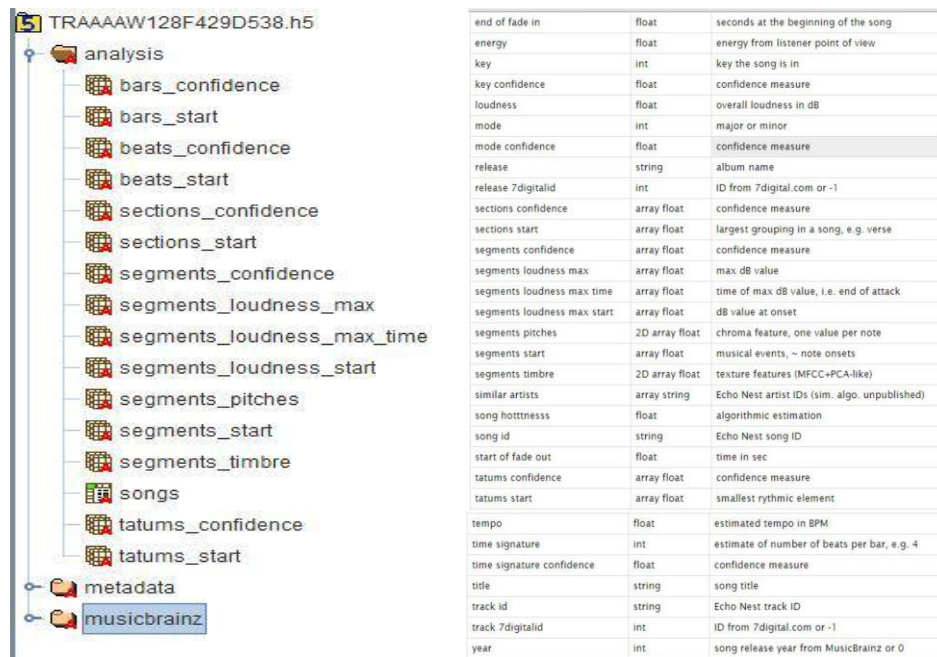 TRAAAAW128F429D538.h5
analysis
bars_confidence
bars_start
beats_confidence
beats_start
sections_confidence
sections_start
segments_confidence
segments_loudness_max
segments_loudness_max_time
segments_loudness_start
segments_pitches
segments_start
segments_timbre
songs
tatums_confidence
tatums_start
metadata
musicbrainz
end of fade in float seconds at the beginning of the song
energy float energy from listener point of view
key int key the song is in
key confidence float confidence measure
loudness float overall loudness in dB
mode int major or minor
mode confidence float confidence measure
release string album name
release 7digitalid int ID from 7digital.com or -1
sections confidence array float confidence measure
sections start array float largest grouping in a song, e.g. verse
segments confidence array float confidence measure
segments loudness max array float max dB value
segments loudness max time array float time of max dB value, i.e. end of attack
segments loudness max start array float dB value at onset
segments pitches 2D array float chroma feature, one value per note
segments start array float musical events, ~ note onsets
segments timbre 2D array float texture features (MFCC+PCA-like)
similar artists array string Echo Nest artist IDs (sim. algo. unpublished)
song hotttnesss float algorithmic estimation
song id string Echo Nest song ID
start of fade out float time in sec
tatums confidence array float confidence measure
tatums start array float smallest rythmic element
tempo float estimated tempo in BPM
time signature int estimate of number of beats per bar, e.g. 4
time signature confidence float confidence measure
title string song title
track id string Echo Nest track ID
track 7digitalid int ID from 7digital.com or -1
year int song release year from MusicBrainz or 0